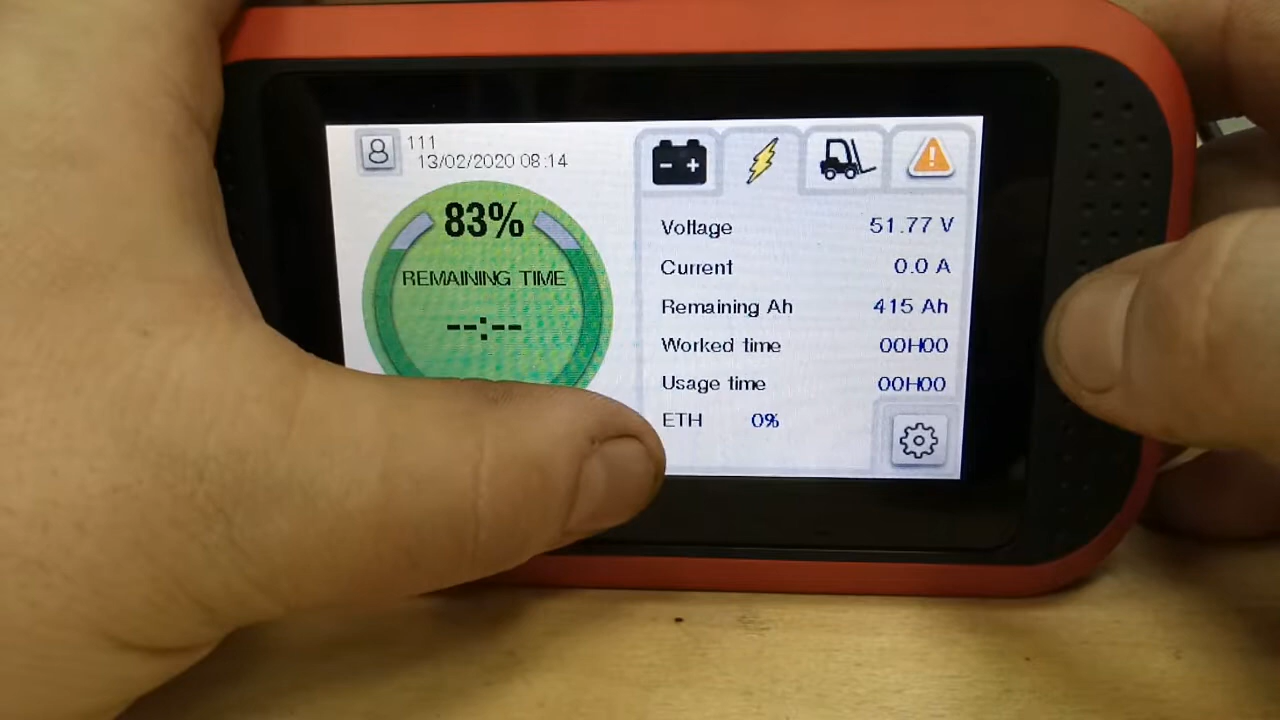 111
13/02/2020 08:14
83%
REMAINING TIME
--:--
Voltage 51.77 V
Current 0.0 A
Remaining Ah 415 Ah
Worked time 00H00
Usage time 00H00
ETH 0%